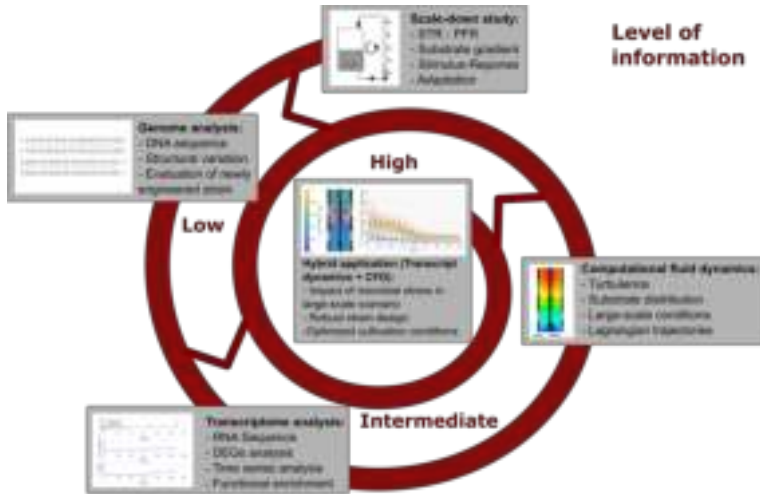 Level of
information
Scale-down study:
- STR - PFR
- Substrate gradient
- Stimulus-Response
- Adaptation
Genome analysis:
- DNA sequence
- Structural variation
- Evaluation of newly
engineered strain
High
Low
Hybrid application (Transcript
dynamics + CFD):
- Impact of microbial stress in
large-scale scenario
- Robust strain design
-Optimized cultivation conditions
Computational fluid dynamics:
- Turbulence
- Substrate distribution
- Large-scale conditions
- Lagrangian trajectories
Intermediate
Transcriptome analysis:
- RNA Sequence
- DEGs analysis
- Time series analysis
- Functional enrichment